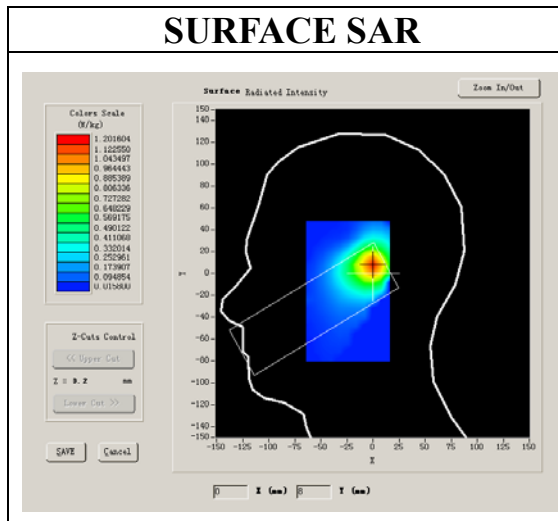 SURFACE SAR
Surface Radiated Intensity
Zoom In/Out
Colors Scale
(W/kg)
1.201604
1.122550
1.043497
0.964443
0.885389
0.806336
0.727282
0.648229
0.569175
0.490122
0.411068
0.332014
0.252961
0.173907
0.094854
0.015800
Z-Cuts Control
<< Upper Cut
Z = 0.2 mm
Lower Cut >>
SAVE Cancel
150
140
120
100
80
60
40
20
0
-20
-40
-60
-80
-100
-120
-140
-150
Y
-150 -125 -100 -75 -50 -25 0 25 50 75 100 125 150
X
0 X (mm) 8 Y (mm)